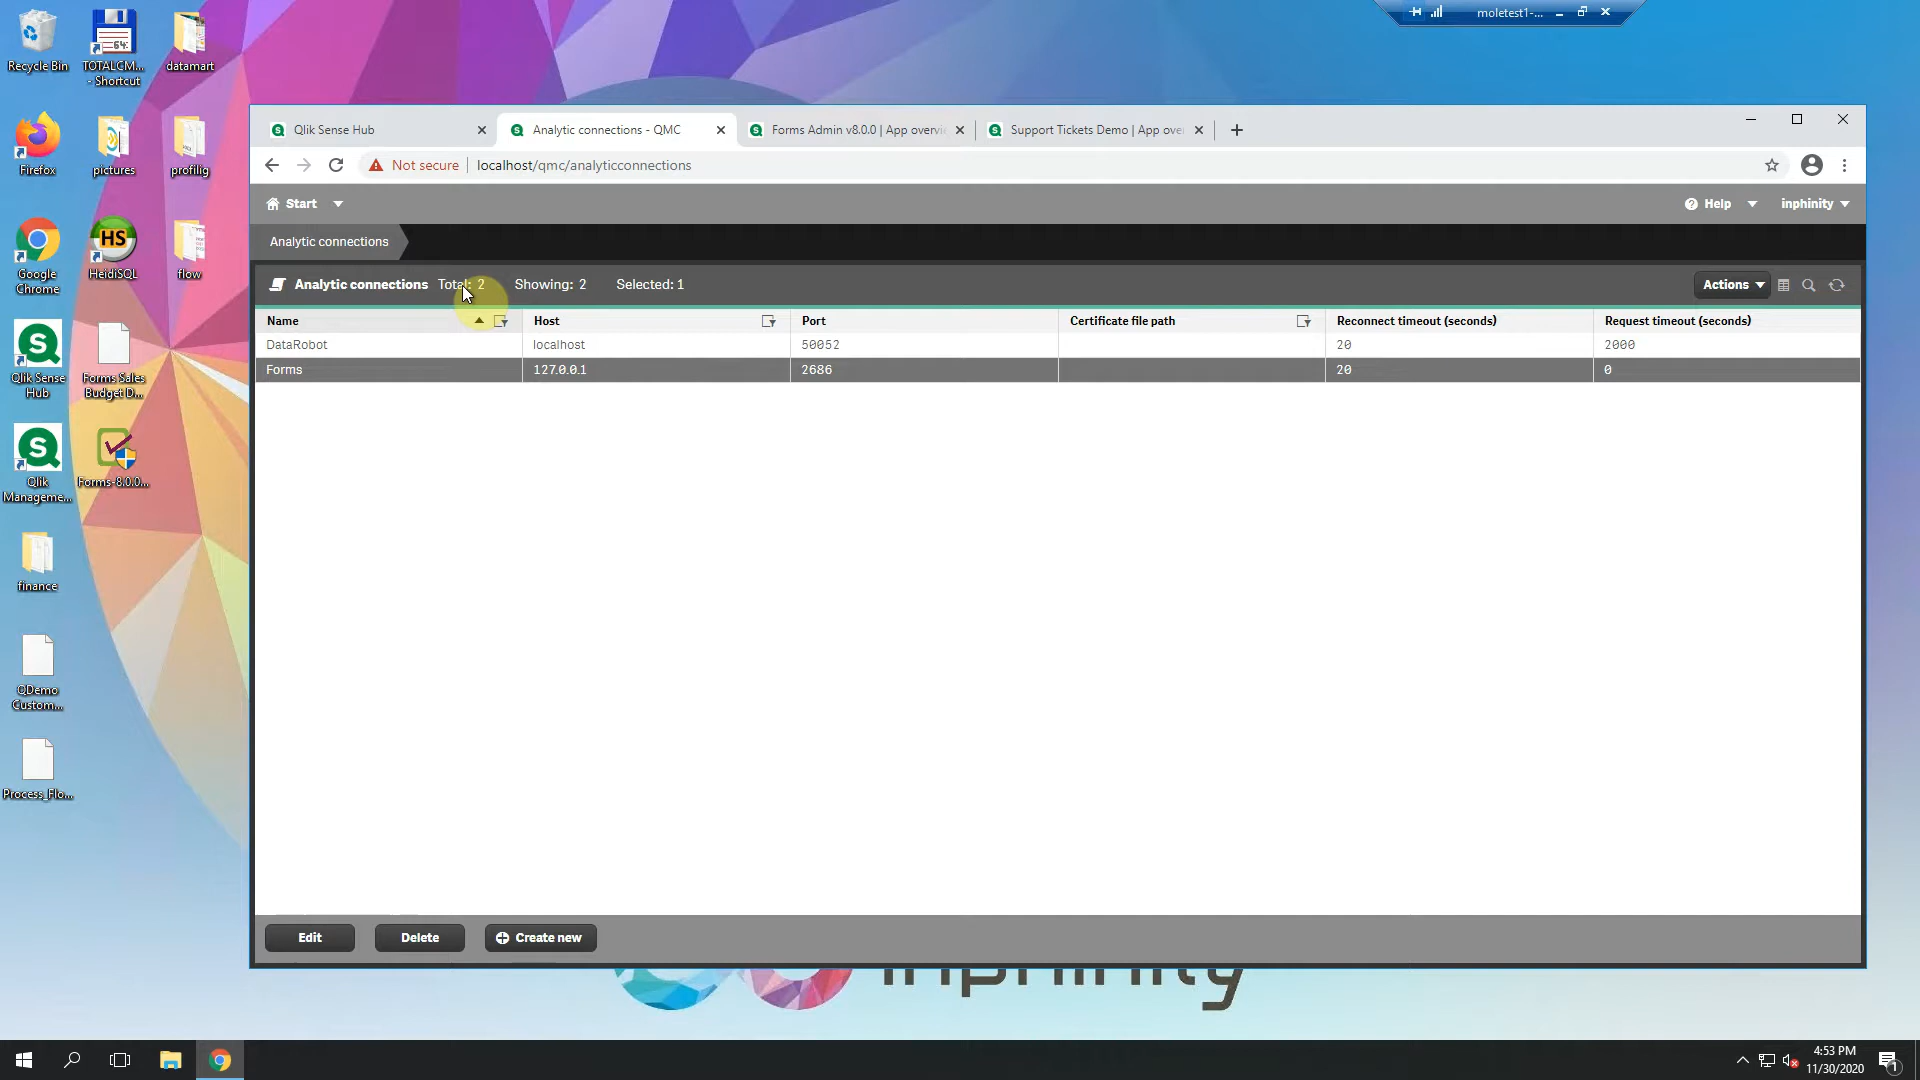 Recycle Bin
TOTALCM...
- Shortcut
64
datamart
Firefox
pictures
profilig
Google
Chrome
HS
HeidiSQL
flow
Qlik Sense
Hub
Forms Sales
Budget D...
Qlik
Manageme...
Forms-8.0.0...
finance
QDemo
Custom...
Process_Flo...
moletest1-...
Qlik Sense Hub
Analytic connections - QMC
Forms Admin v8.0.0 | App overvi
Support Tickets Demo | App ove
Not secure
localhost/qmc/analyticconnections
Start
Help
inphinity
Analytic connections
Analytic connections Total: 2 Showing: 2 Selected: 1
Actions
Name Host Port Certificate file path Reconnect timeout (seconds) Request timeout (seconds)
DataRobot localhost 50052 20 2000
Forms 127.0.0.1 2686 20 0
Edit Delete Create new
inphinity
4:53 PM
11/30/2020
1